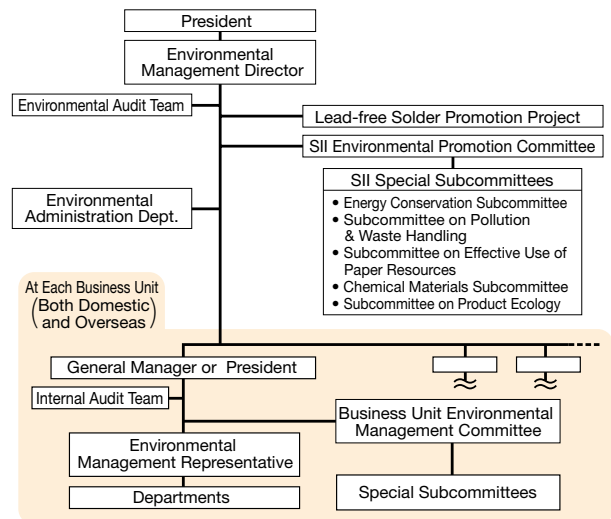 President
Environmental
Management Director
Environmental Audit Team
Lead-free Solder Promotion Project
SII Environmental Promotion Committee
SII Special Subcommittees
• Energy Conservation Subcommittee
• Subcommittee on Pollution
& Waste Handling
• Subcommittee on Effective Use of
Paper Resources
• Chemical Materials Subcommittee
• Subcommittee on Product Ecology
Environmental
Administration Dept.
At Each Business Unit
(Both Domestic
and Overseas)
General Manager or President
Internal Audit Team
Business Unit Environmental
Management Committee
Environmental
Management Representative
Departments
Special Subcommittees